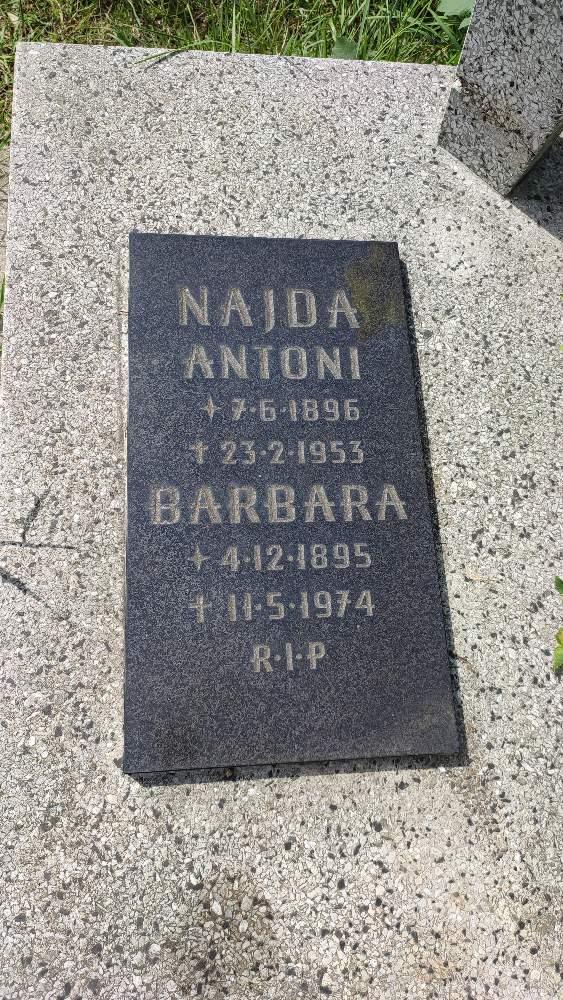 NAJDA
ANTONI
+ 7·6·1896
† 23·2·1953
BARBARA
+ 4·12·1895
† 11·5·1974
R·I·P